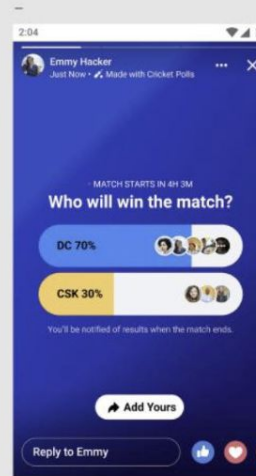 2:04
Emmy Hacker
Just Now • Made with Cricket Polls
MATCH STARTS IN 4H 3M
Who will win the match?
DC 70%
CSK 30%
You'll be notified of results when the match ends.
Add Yours
Reply to Emmy